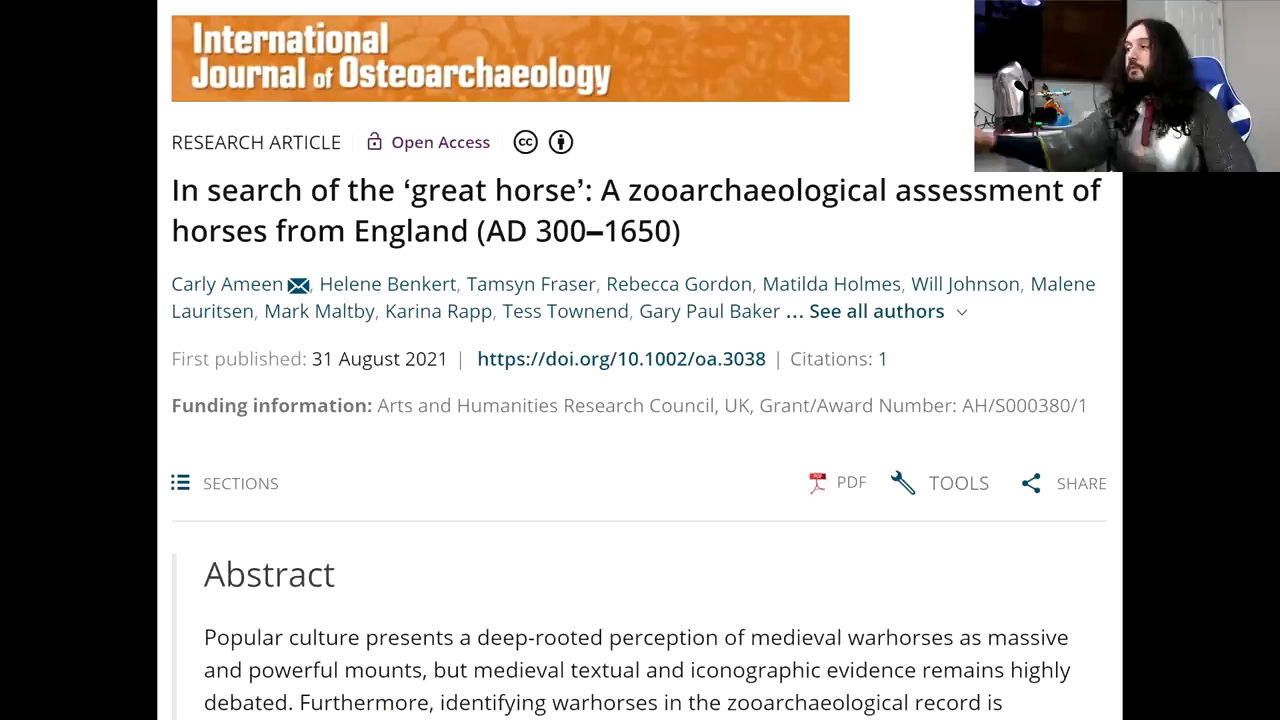 International
Journal of Osteoarchaeology
RESEARCH ARTICLE Open Access cc
In search of the ‘great horse’: A zooarchaeological assessment of
horses from England (AD 300–1650)
Carly Ameen, Helene Benkert, Tamsyn Fraser, Rebecca Gordon, Matilda Holmes, Will Johnson, Malene
Lauritsen, Mark Maltby, Karina Rapp, Tess Townend, Gary Paul Baker ... See all authors
First published: 31 August 2021 | https://doi.org/10.1002/oa.3038 | Citations: 1
Funding information: Arts and Humanities Research Council, UK, Grant/Award Number: AH/S000380/1
SECTIONS PDF TOOLS SHARE
Abstract
Popular culture presents a deep-rooted perception of medieval warhorses as massive
and powerful mounts, but medieval textual and iconographic evidence remains highly
debated. Furthermore, identifying warhorses in the zooarchaeological record is